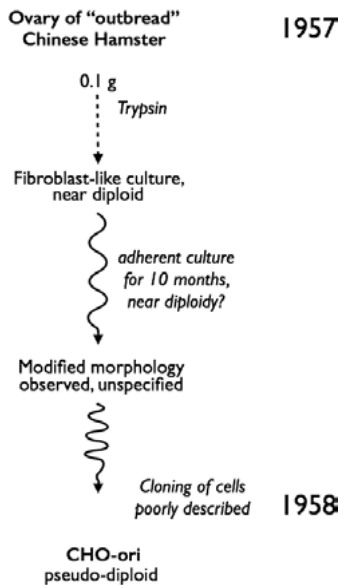 Ovary of “outbread”
Chinese Hamster
1957
0.1 g
Trypsin
Fibroblast-like culture,
near diploid
adherent culture
for 10 months,
near diploidy?
Modified morphology
observed, unspecified
Cloning of cells
poorly described
1958
CHO-ori
pseudo-diploid